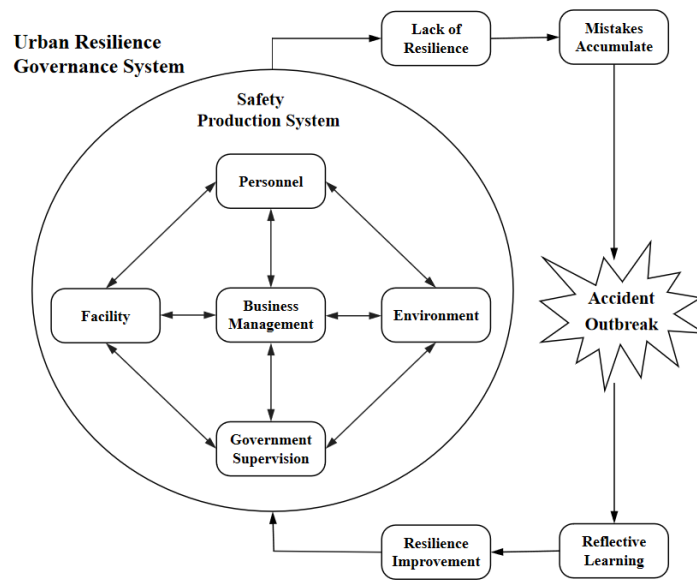 Urban Resilience
Governance System
Lack of
Resilience
Mistakes
Accumulate
Safety
Production System
Personnel
Facility
Business
Management
Environment
Government
Supervision
Accident
Outbreak
Resilience
Improvement
Reflective
Learning